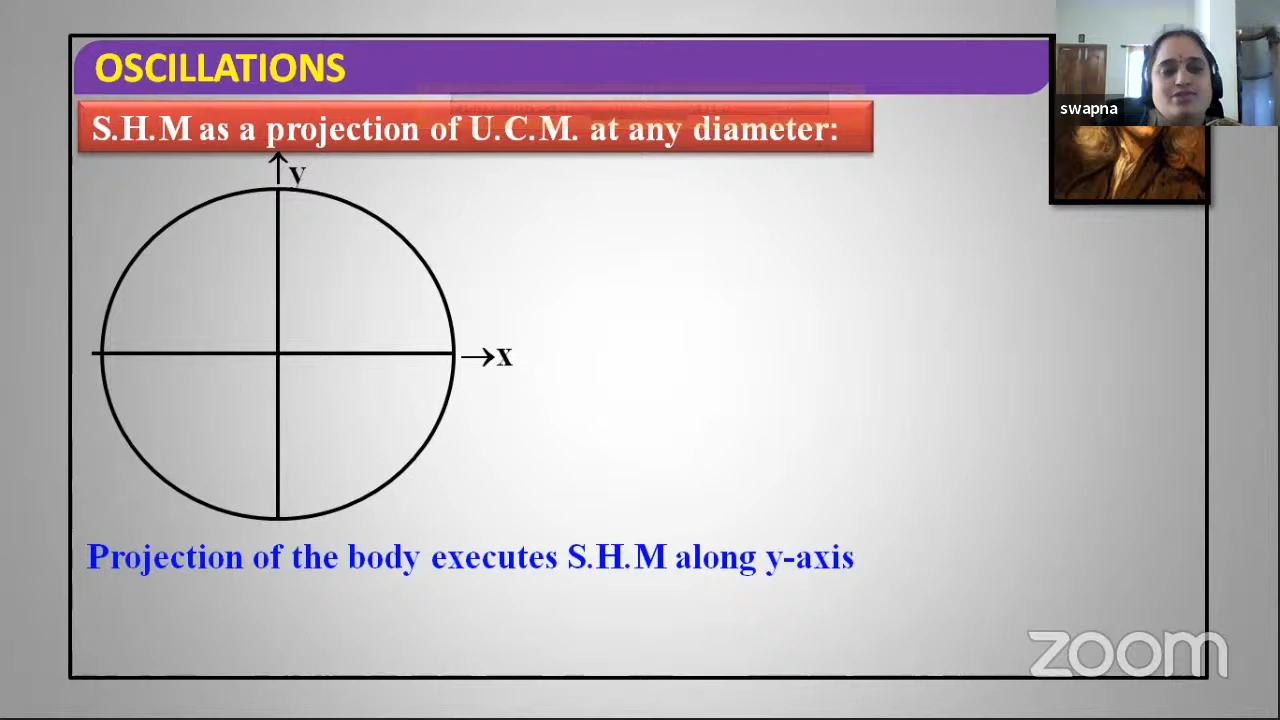 OSCILLATIONS
swapna
S.H.M as a projection of U.C.M. at any diameter:
y
x
Projection of the body executes S.H.M along y-axis
zoom